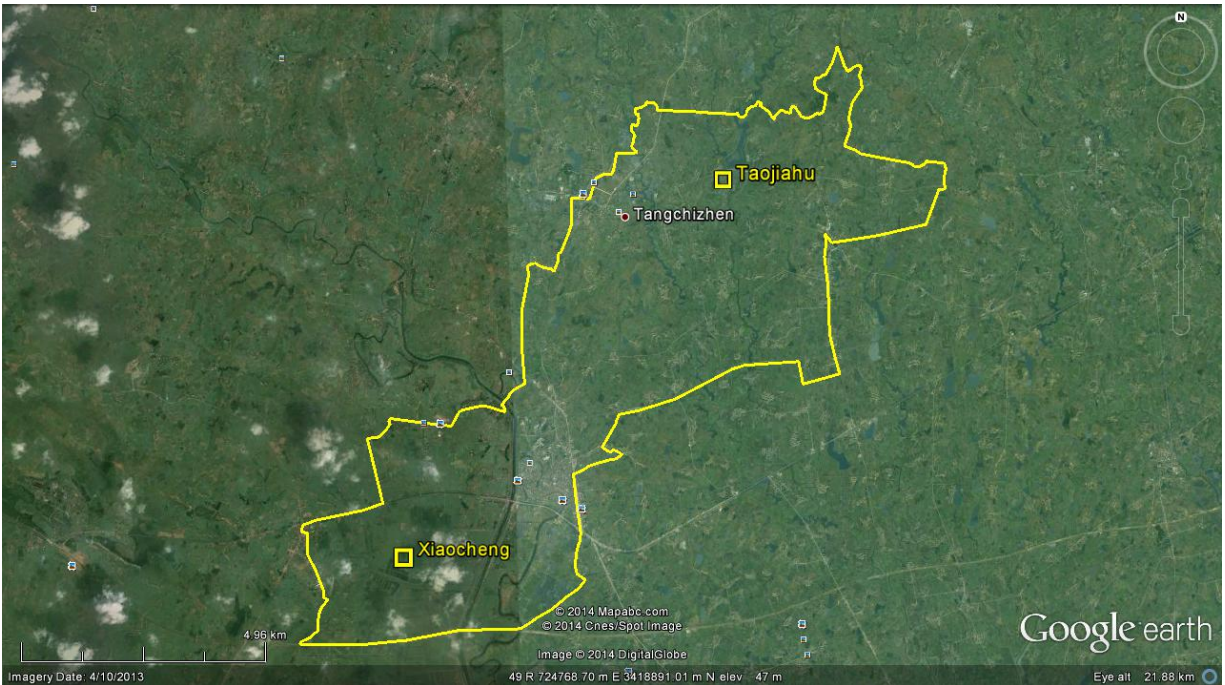 N
Taojiahu
Tangchizhen
Xiaocheng
4.96 km
© 2014 Mapabc.com
© 2014 Cnes/Spot Image
Image © 2014 DigitalGlobe
Google earth
Imagery Date: 4/10/2013
49 R 724768.70 m E 3418891.01 m N elev 47 m
Eye alt 21.88 km